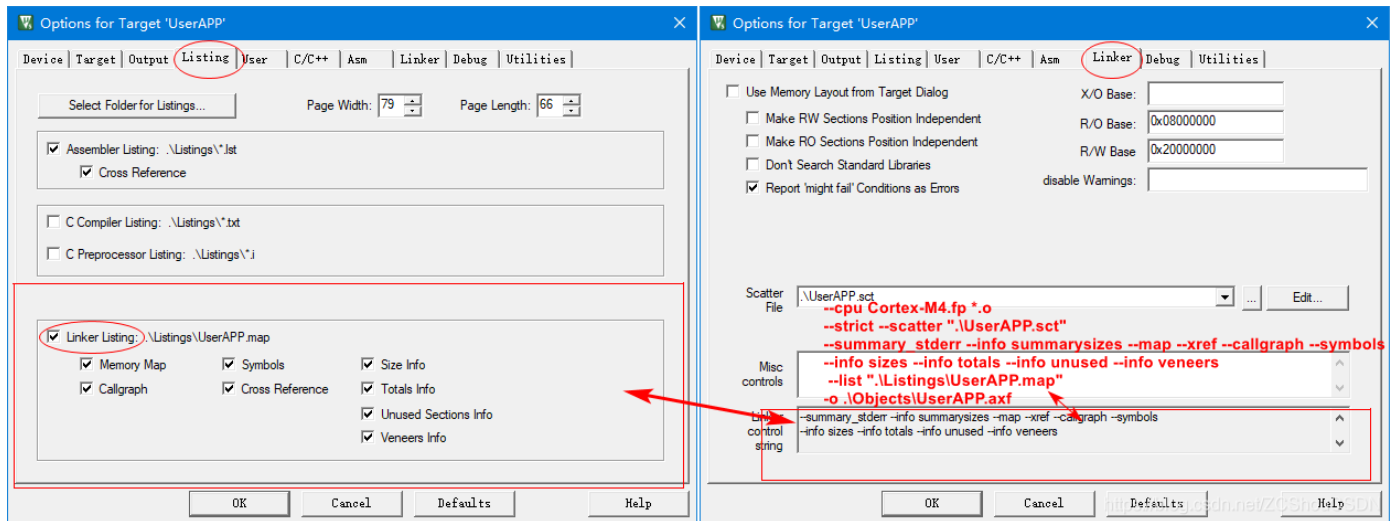 Options for Target 'UserAPP'
Device | Target | Output | Listing | User | C/C++ | Asm | Linker | Debug | Utilities |
Select Folder for Listings...
Page Width: 79
Page Length: 66
Assembler Listing: .\Listings\*.lst
Cross Reference
C Compiler Listing: .\Listings\*.txt
C Preprocessor Listing: .\Listings\*.i
Linker Listing: .\Listings\UserAPP.map
Memory Map
Symbols
Size Info
Callgraph
Cross Reference
Totals Info
Unused Sections Info
Veneers Info
OK
Cancel
Defaults
Help
Options for Target 'UserAPP'
Device | Target | Output | Listing | User | C/C++ | Asm | Linker | Debug | Utilities |
Use Memory Layout from Target Dialog
X/O Base:
Make RW Sections Position Independent
R/O Base: 0x08000000
Make RO Sections Position Independent
R/W Base 0x20000000
Don't Search Standard Libraries
disable Warnings:
Report 'might fail' Conditions as Errors
Scatter File
.\UserAPP.sct
...
Edit...
--cpu Cortex-M4.fp *.o
--strict --scatter ".\UserAPP.sct"
--summary_stderr --info summarysizes --map --xref --callgraph --symbols
--info sizes --info totals --info unused --info veneers
--list ".\Listings\UserAPP.map"
-o .\Objects\UserAPP.axf
Misc controls
Linker control string
--summary_stderr --info summarysizes --map --xref --callgraph --symbols
--info sizes --info totals --info unused --info veneers
OK
Cancel
Defaults
Help